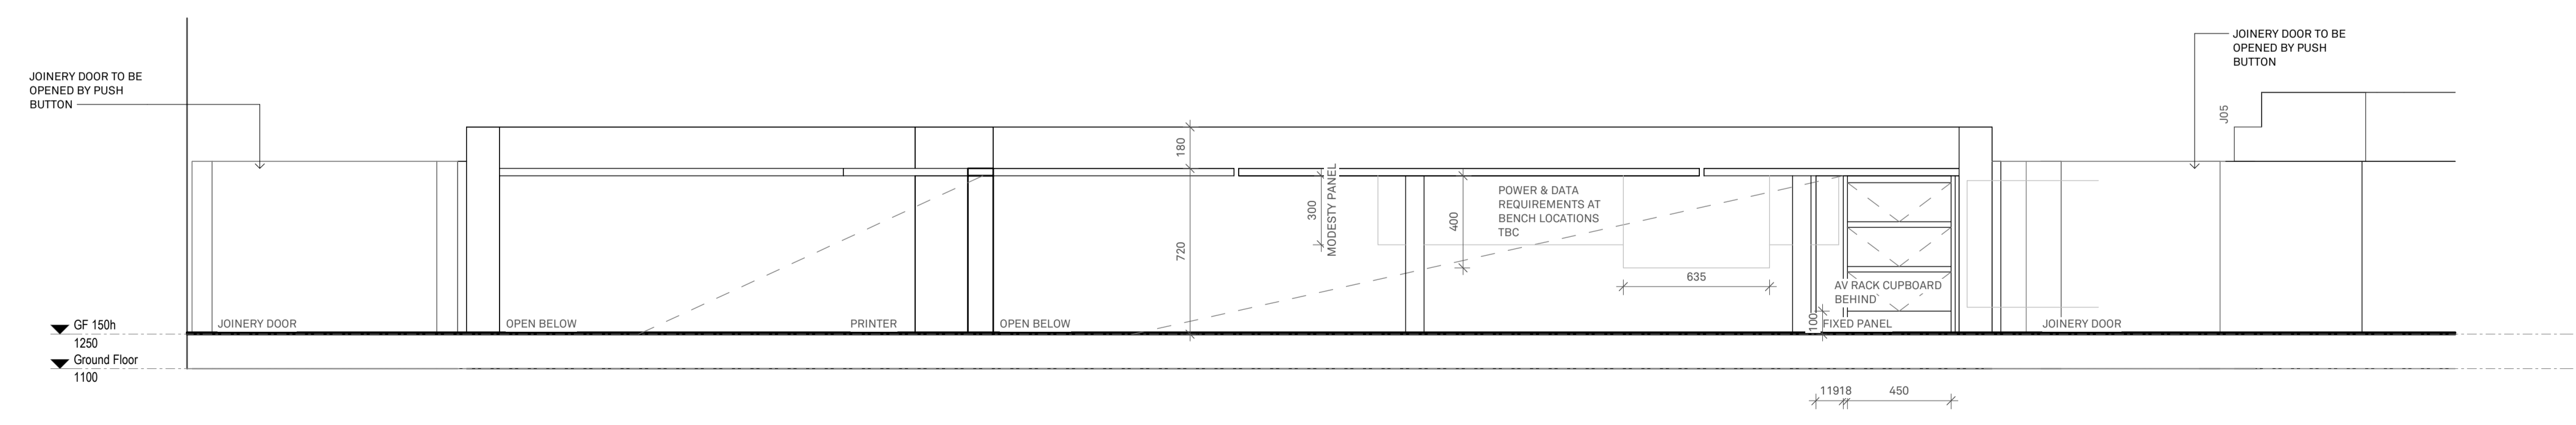 JOINERY DOOR TO BE
OPENED BY PUSH
BUTTON
JOINERY DOOR TO BE
OPENED BY PUSH
BUTTON
J05
180
720
300
MODESTY PANEL
400
POWER & DATA
REQUIREMENTS AT
BENCH LOCATIONS
TBC
635
AV RACK CUPBOARD
BEHIND
100
FIXED PANEL
JOINERY DOOR
OPEN BELOW
PRINTER
OPEN BELOW
JOINERY DOOR
GF 150h
1250
Ground Floor
1100
119
18
450